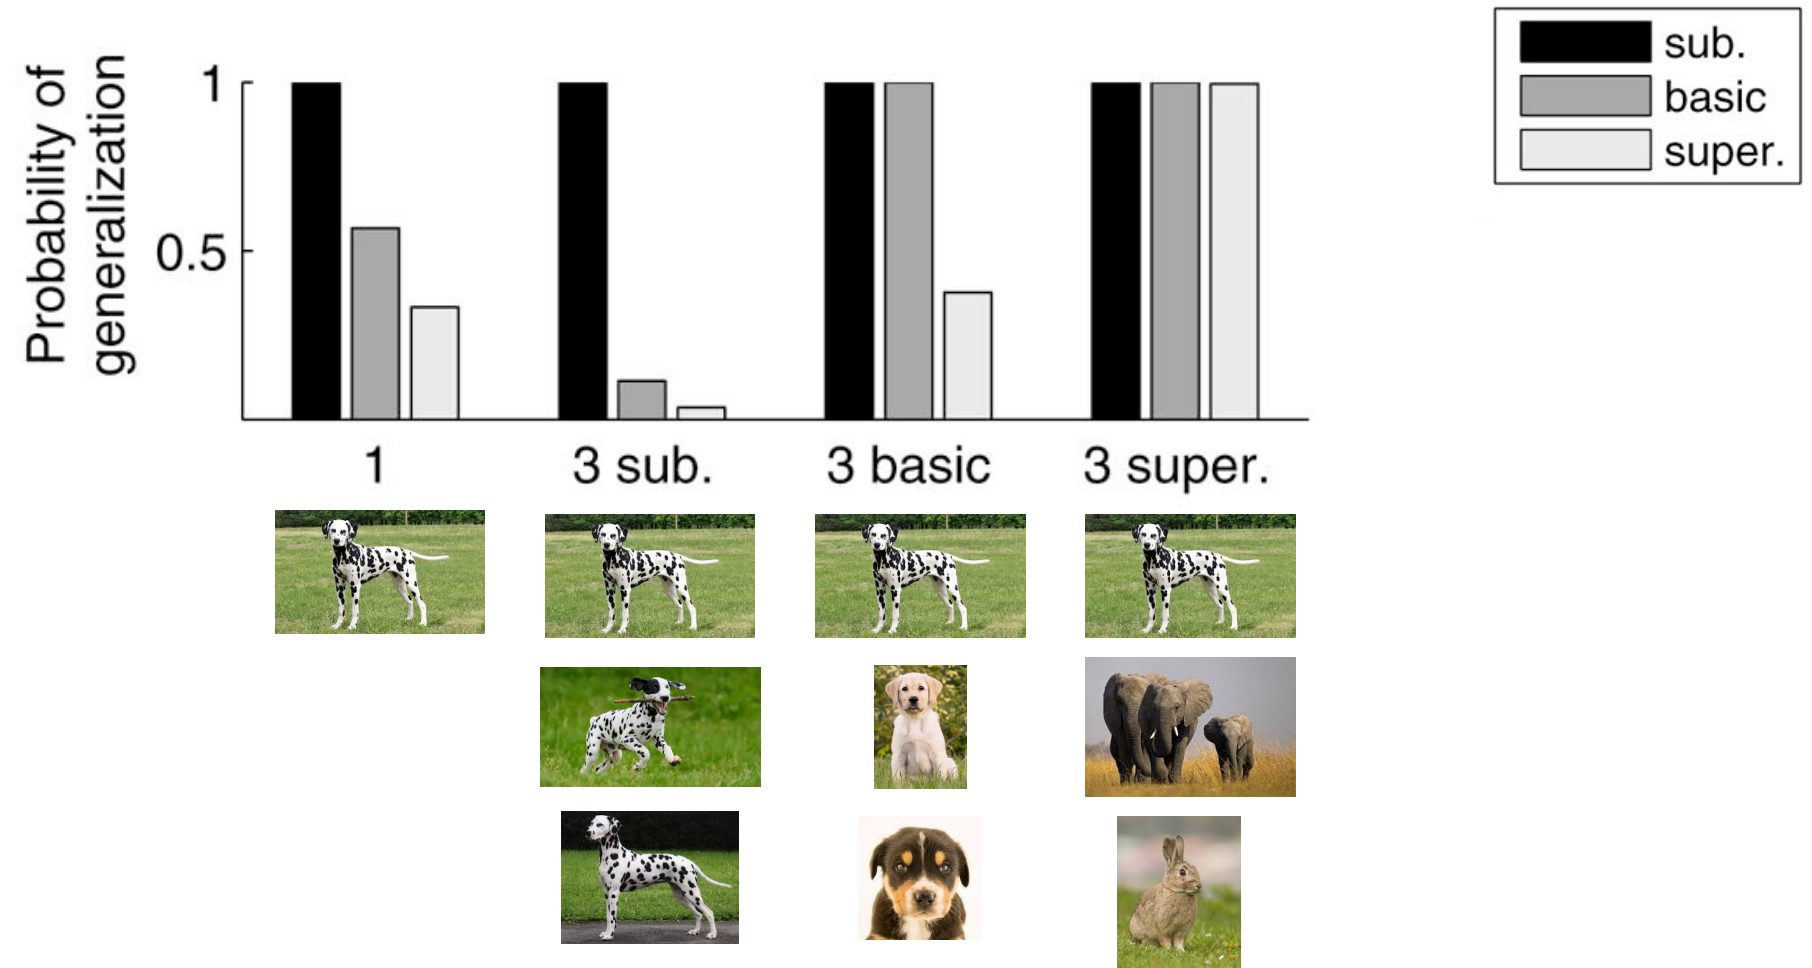 Probability of
generalization
1
0.5
1
3 sub.
3 basic
3 super.
sub.
basic
super.